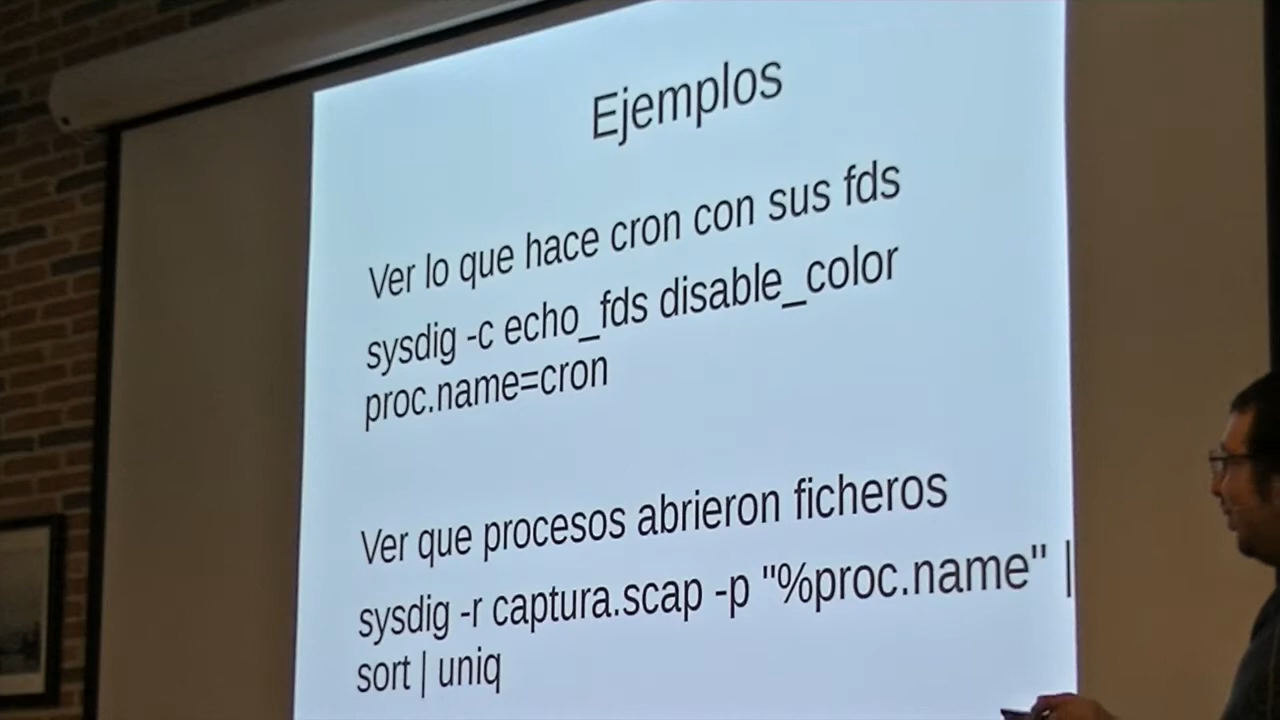 Ejemplos
Ver lo que hace cron con sus fds
sysdig -c echo_fds disable_color
proc.name=cron
Ver que procesos abrieron ficheros
sysdig -r captura.scap -p "%proc.name" |
sort | uniq